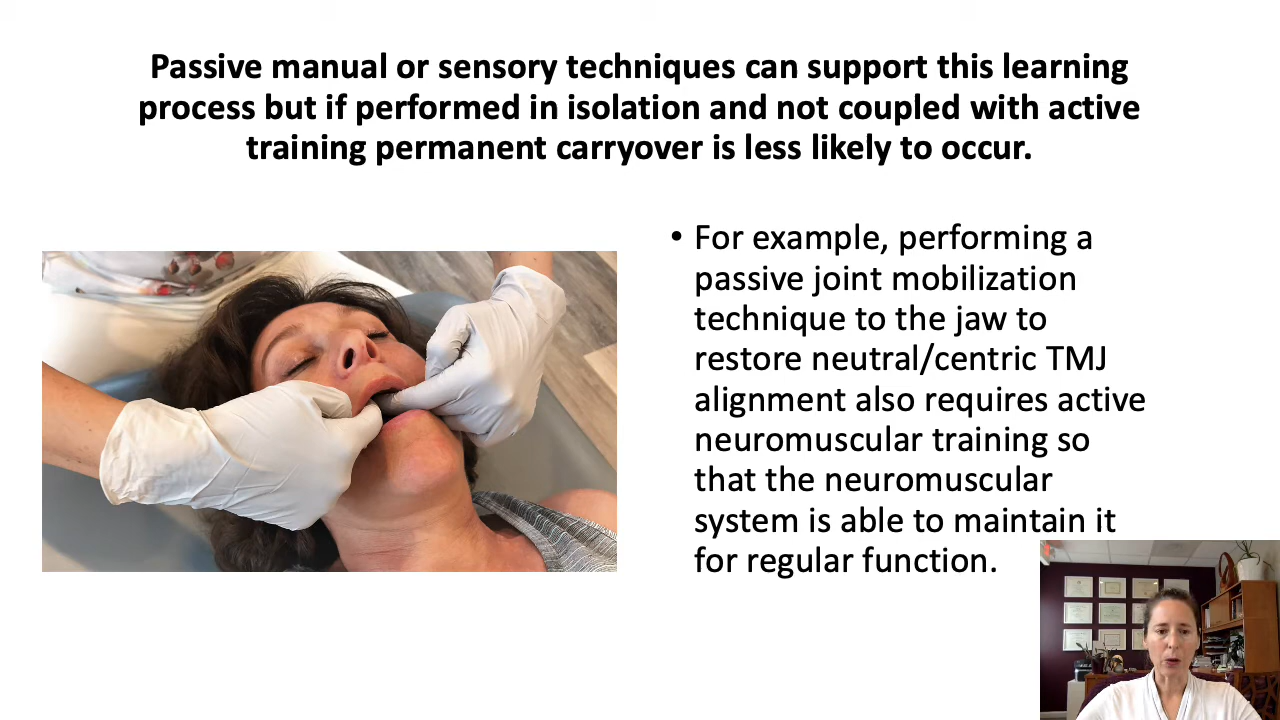 Passive manual or sensory techniques can support this learning
process but if performed in isolation and not coupled with active
training permanent carryover is less likely to occur.
• For example, performing a
passive joint mobilization
technique to the jaw to
restore neutral/centric TMJ
alignment also requires active
neuromuscular training so
that the neuromuscular
system is able to maintain it
for regular function.